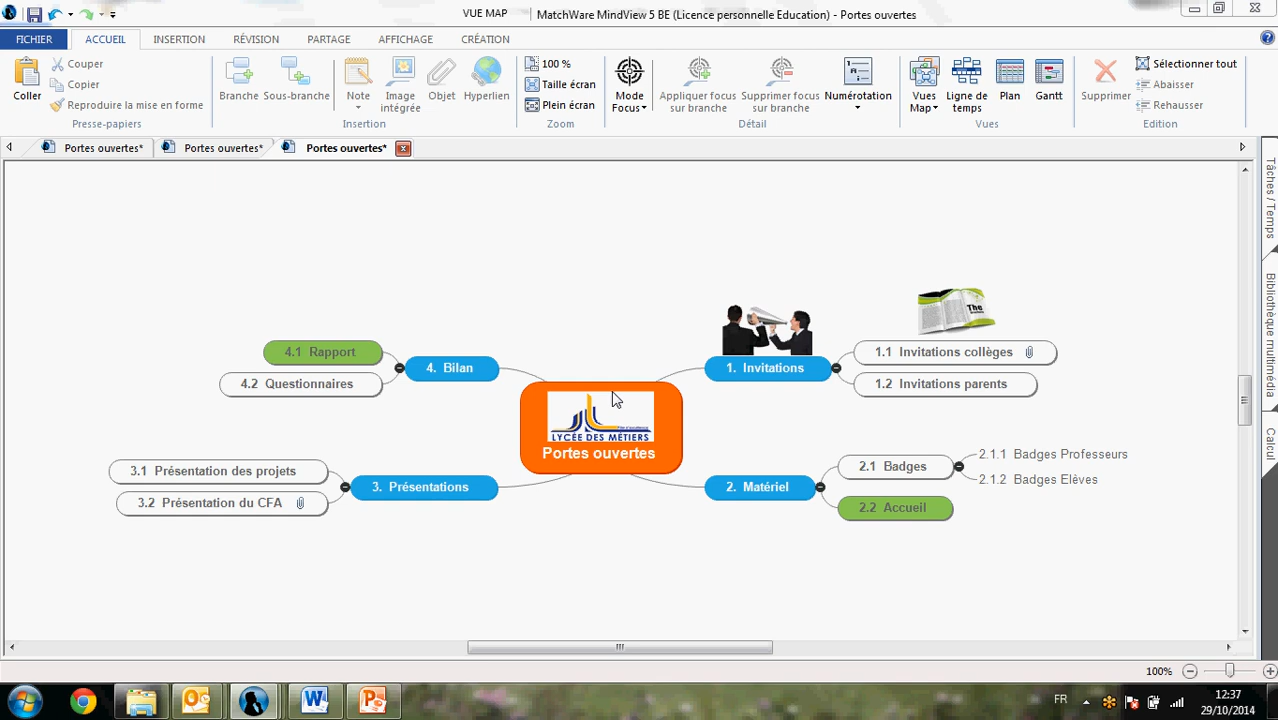 VUE MAP
MatchWare MindView 5 BE (Licence personnelle Education) - Portes ouvertes
FICHIER ACCUEIL INSERTION RÉVISION PARTAGE AFFICHAGE CRÉATION
Coller
Couper
Copier
Reproduire la mise en forme
Presse-papiers
Branche
Sous-branche
Note
Image intégrée
Objet
Hyperlien
Insertion
100 %
Taille écran
Plein écran
Zoom
Mode Focus
Appliquer focus sur branche
Supprimer focus sur branche
Numérotation
Détail
Vues Map
Ligne de temps
Plan
Gantt
Vues
Supprimer
Sélectionner tout
Abaisser
Rehausser
Edition
Portes ouvertes*
Portes ouvertes*
Portes ouvertes*
Tâches / Temps
Bibliothèque multimédia
Calcul
The
4.1 Rapport
4.2 Questionnaires
4. Bilan
1. Invitations
1.1 Invitations collèges
1.2 Invitations parents
LYCÉE DES MÉTIERS
Portes ouvertes
3.1 Présentation des projets
3.2 Présentation du CFA
3. Présentations
2. Matériel
2.1 Badges
2.1.1 Badges Professeurs
2.1.2 Badges Elèves
2.2 Accueil
100%
FR
12:37
29/10/2014